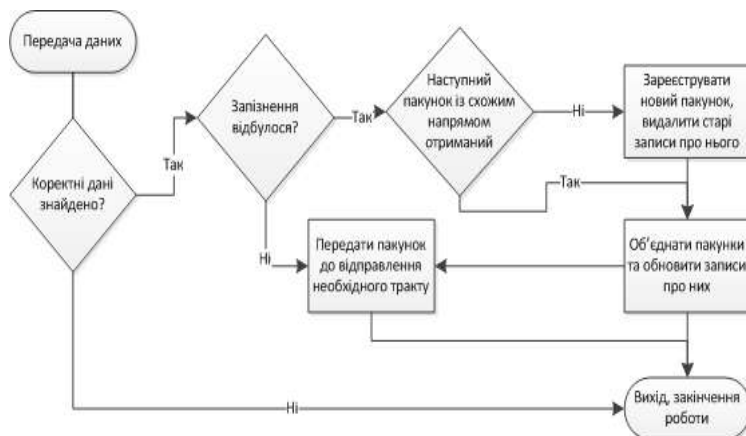 Передача даних
Коректні дані
знайдено?
Так
Запізнення
відбулося?
Так
Наступний
пакунок із схожим
напрямом
отриманий
Ні
Зареєструвати
новий пакунок,
видалити старі
записи про нього
Так
Ні
Передати пакунок
до відправлення
необхідного тракту
Об’єднати пакунки
та обновити записи
про них
Ні
Вихід, закінчення
роботи